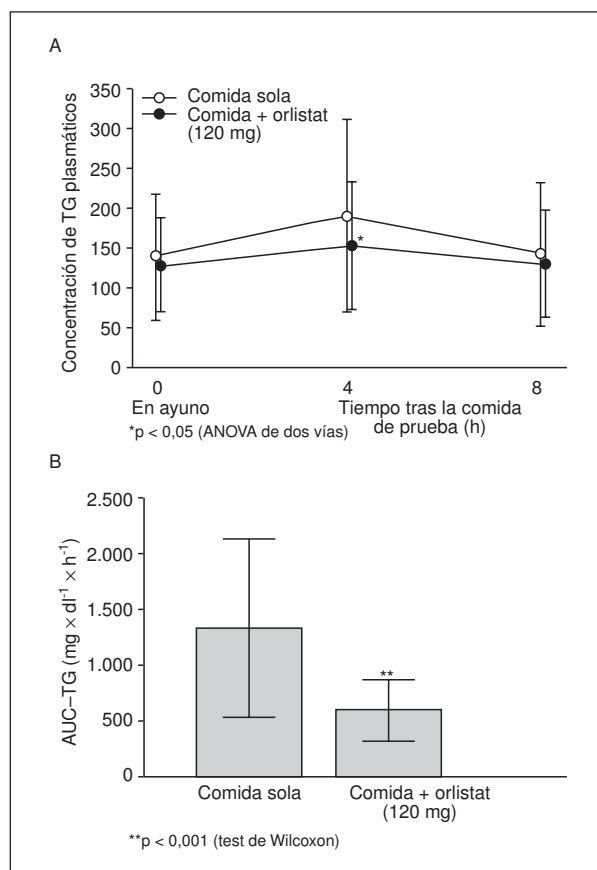 A
Comida sola
Comida + orlistat
(120 mg)
350
300
250
200
150
100
50
0
Concentración de TG plasmáticos
0
4
8
En ayuno
Tiempo tras la comida
de prueba (h)
*
*p < 0,05 (ANOVA de dos vías)
B
2.500
2.000
1.500
1.000
500
0
AUC–TG (mg × dl⁻¹ × h⁻¹)
**
Comida sola
Comida + orlistat
(120 mg)
**p < 0,001 (test de Wilcoxon)